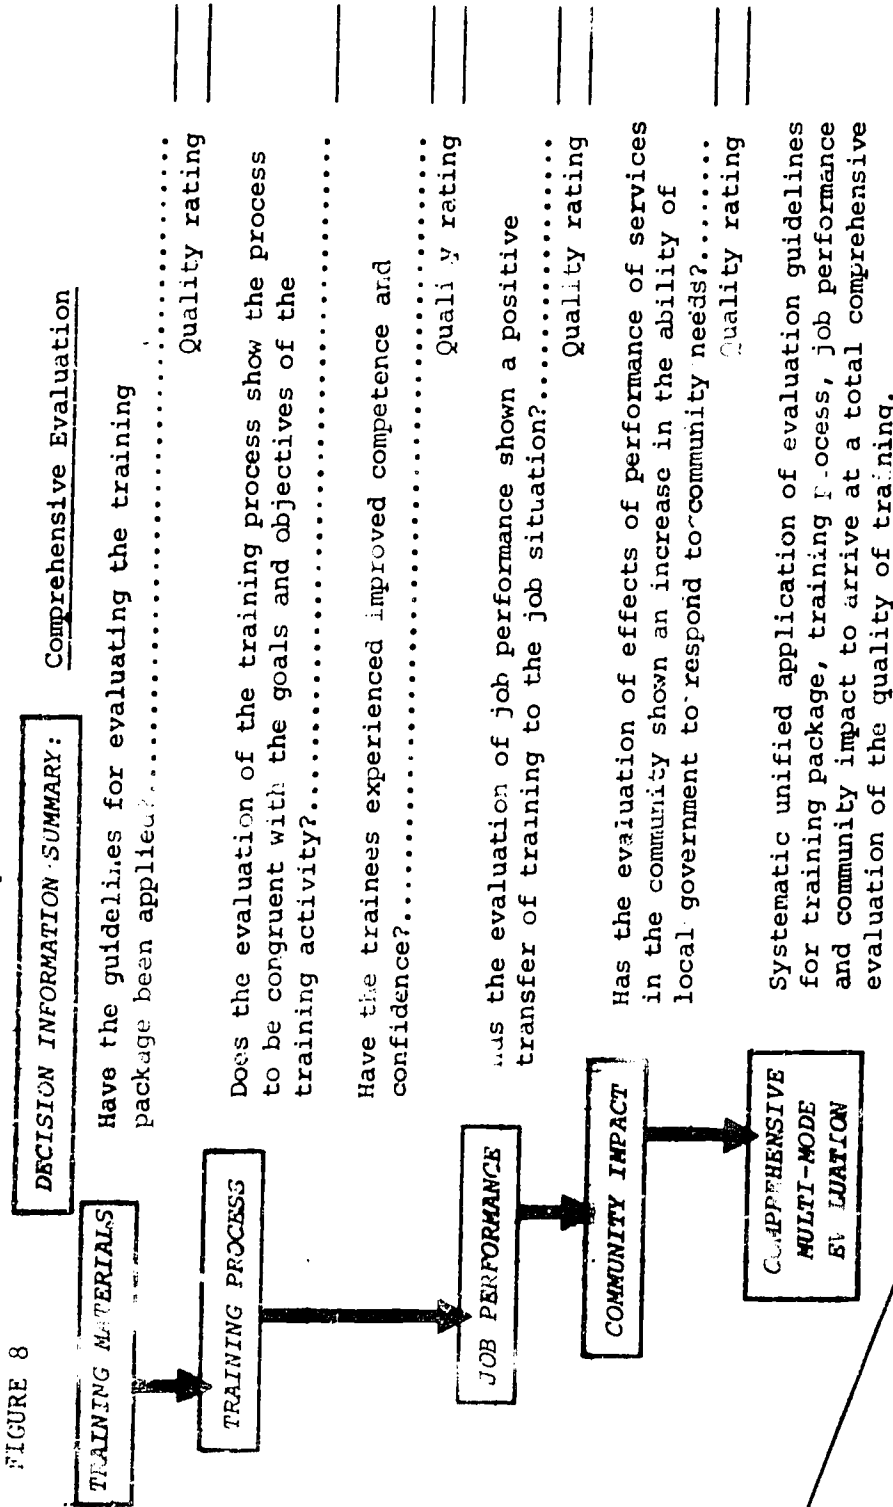 FIGURE 8
DECISION INFORMATION SUMMARY:
Comprehensive Evaluation
TRAINING MATERIALS
Have the guidelines for evaluating the training
package been applied?..............................
Quality rating
TRAINING PROCESS
Does the evaluation of the training process show the process
to be congruent with the goals and objectives of the
training activity?..............................
Have the trainees experienced improved competence and
confidence?..............................
Quali y rating
JOB PERFORMANCE
the evaluation of job performance shown a positive
transfer of training to the job situation?..............
Quality rating
COMMUNITY IMPACT
Has the evaluation of effects of performance of services
in the community shown an increase in the ability of
local government to respond to community needs?.......
Quality rating
COMPREHENSIVE
MULTI-MODE
EV LUATION
Systematic unified application of evaluation guidelines
for training package, training p ocess, job performance
and community impact to arrive at a total comprehensive
evaluation of the quality of training.